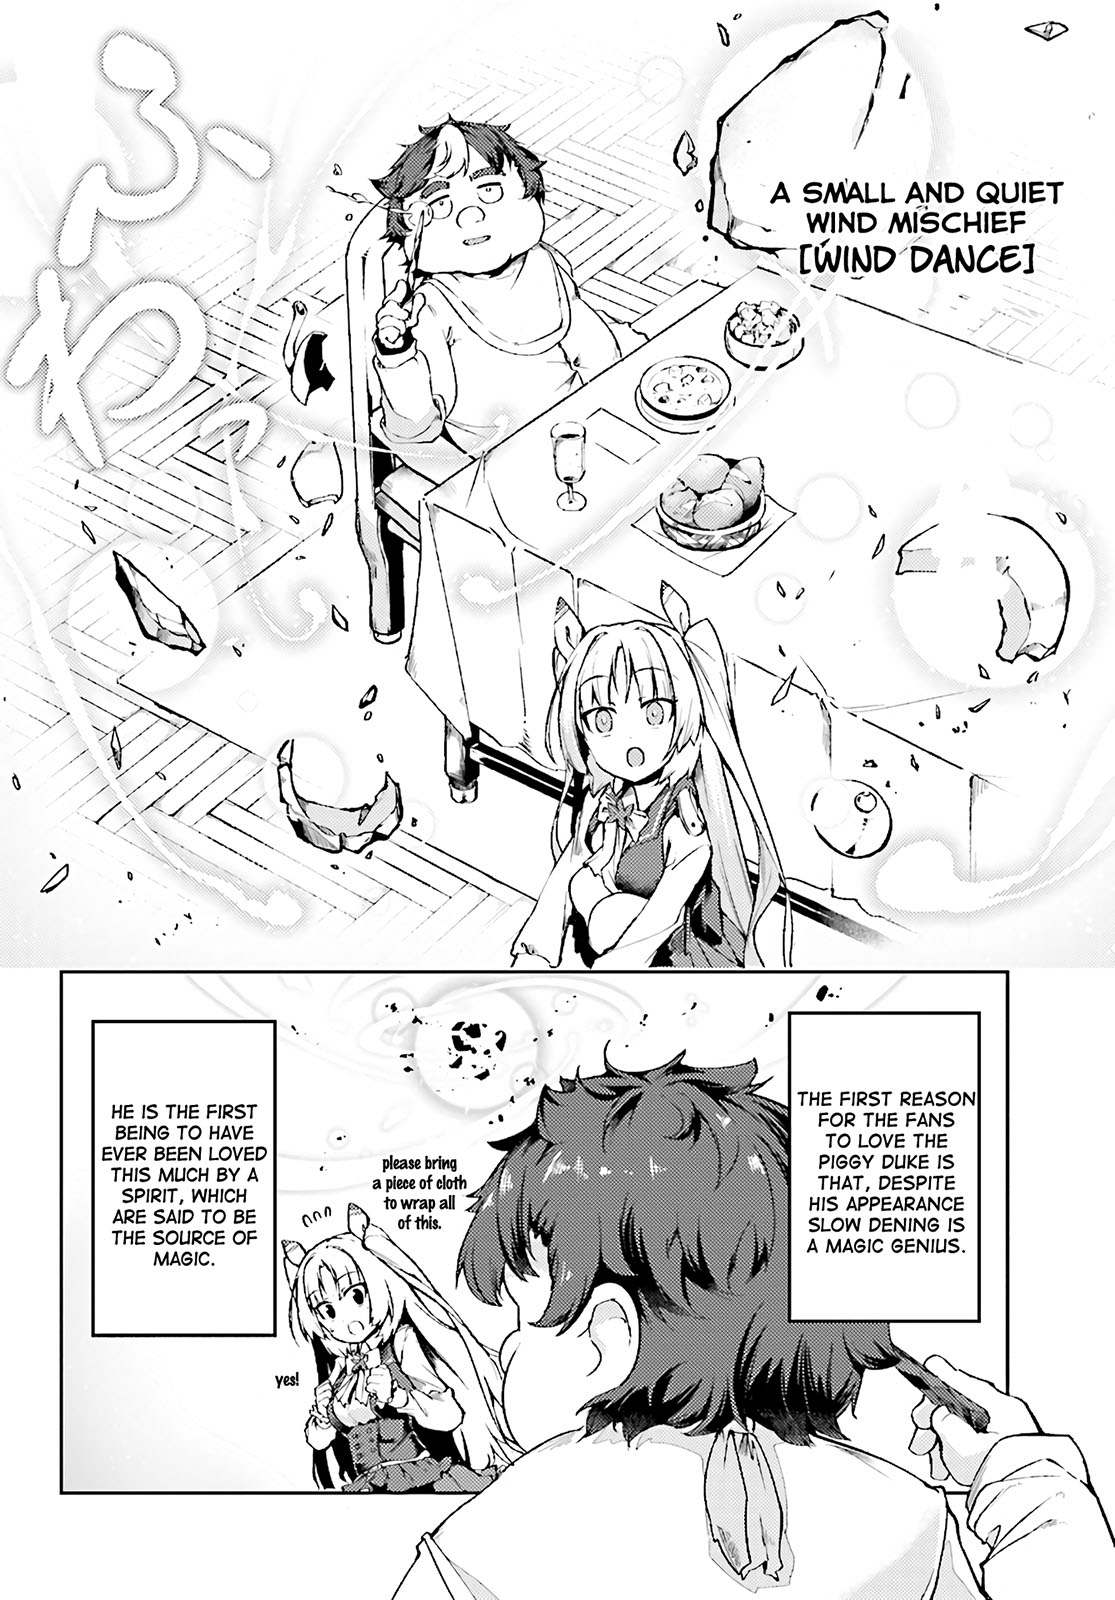 A SMALL AND QUIET
WIND MISCHIEF
[WIND DANCE]
ふわっ
THE FIRST REASON
FOR THE FANS
TO LOVE THE
PIGGY DUKE IS
THAT, DESPITE
HIS APPEARANCE
SLOW DENING IS
A MAGIC GENIUS.
please bring
a piece of cloth
to wrap all
of this.
yes!
HE IS THE FIRST
BEING TO HAVE
EVER BEEN LOVED
THIS MUCH BY A
SPIRIT, WHICH
ARE SAID TO BE
THE SOURCE OF
MAGIC.